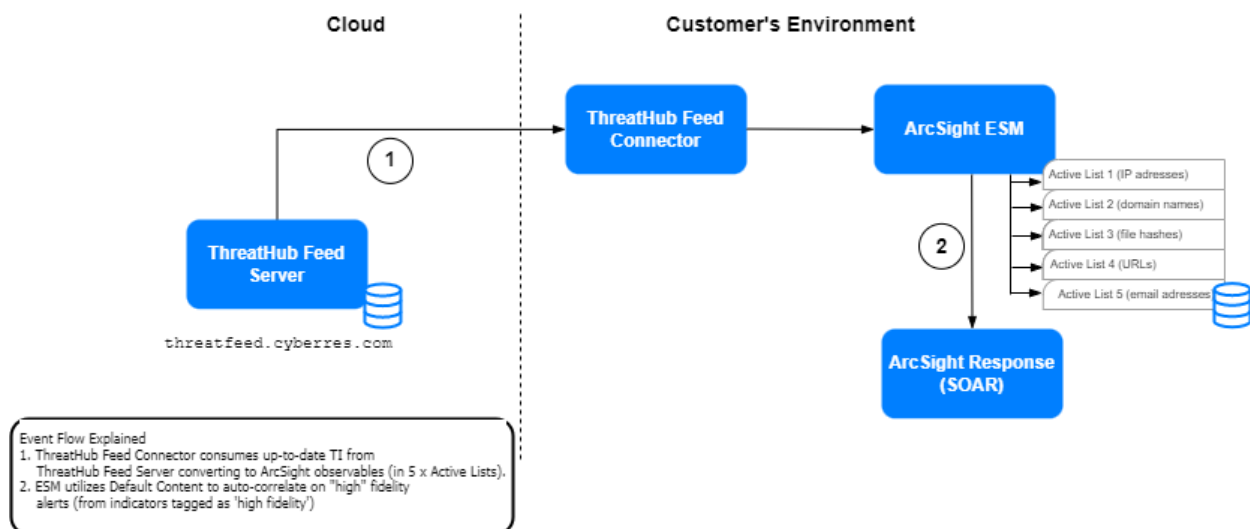 Cloud
Customer's Environment
ThreatHub Feed
Connector
ArcSight ESM
1
Active List 1 (IP adresses)
Active List 2 (domain names)
Active List 3 (file hashes)
Active List 4 (URLs)
Active List 5 (email adresses)
2
ThreatHub Feed
Server
threatfeed.cyberres.com
ArcSight Response
(SOAR)
Event Flow Explained
1. ThreatHub Feed Connector consumes up-to-date TI from
ThreatHub Feed Server converting to ArcSight observables (in 5 x Active Lists).
2. ESM utilizes Default Content to auto-correlate on "high" fidelity
alerts (from indicators tagged as 'high fidelity')